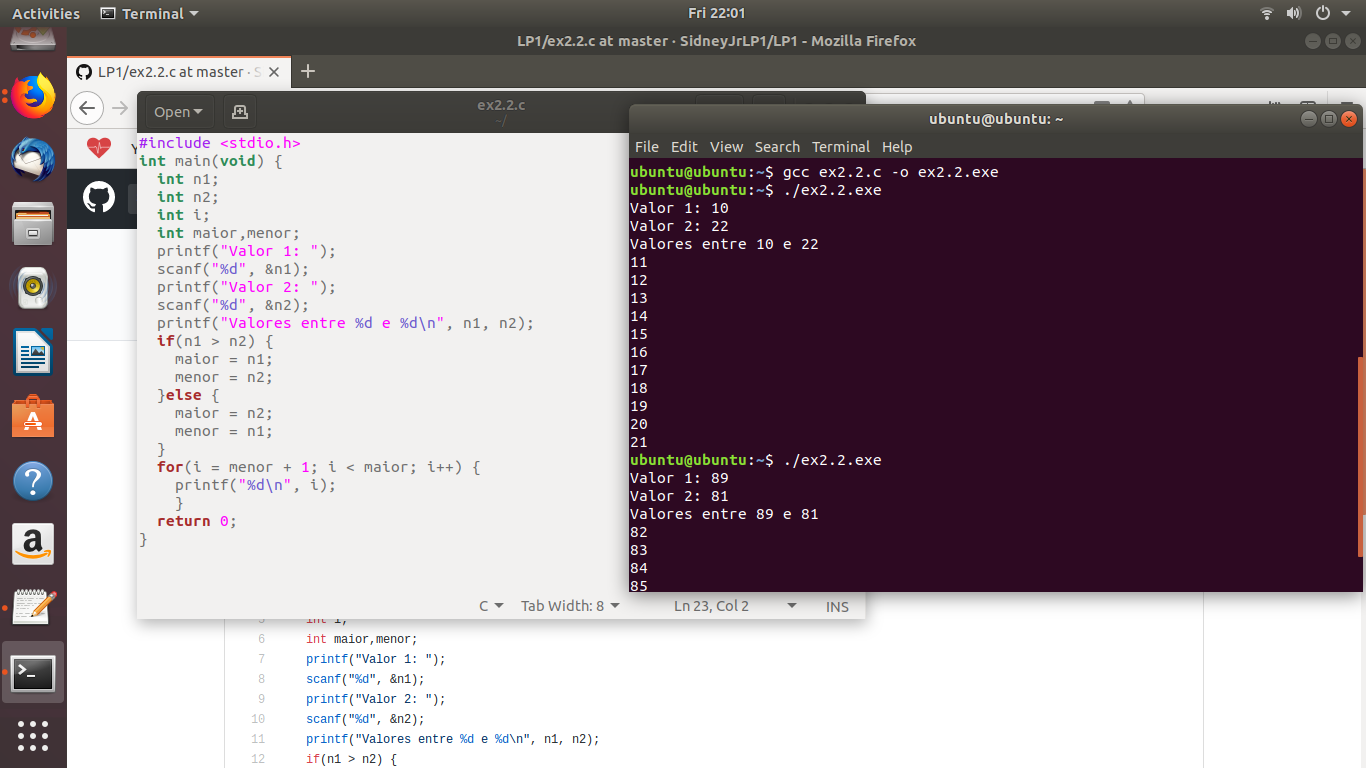 Activities Terminal Fri 22:01
LP1/ex2.2.c at master · SidneyJrLP1/LP1 - Mozilla Firefox
LP1/ex2.2.c at master · S
Open
ex2.2.c
~/
#include <stdio.h>
int main(void) {
int n1;
int n2;
int i;
int maior,menor;
printf("Valor 1: ");
scanf("%d", &n1);
printf("Valor 2: ");
scanf("%d", &n2);
printf("Valores entre %d e %d\n", n1, n2);
if(n1 > n2) {
maior = n1;
menor = n2;
}else {
maior = n2;
menor = n1;
}
for(i = menor + 1; i < maior; i++) {
printf("%d\n", i);
}
return 0;
}
C Tab Width: 8 Ln 23, Col 2 INS
ubuntu@ubuntu: ~
File Edit View Search Terminal Help
ubuntu@ubuntu:~$ gcc ex2.2.c -o ex2.2.exe
ubuntu@ubuntu:~$ ./ex2.2.exe
Valor 1: 10
Valor 2: 22
Valores entre 10 e 22
11
12
13
14
15
16
17
18
19
20
21
ubuntu@ubuntu:~$ ./ex2.2.exe
Valor 1: 89
Valor 2: 81
Valores entre 89 e 81
82
83
84
85
5 int i;
6 int maior,menor;
7 printf("Valor 1: ");
8 scanf("%d", &n1);
9 printf("Valor 2: ");
10 scanf("%d", &n2);
11 printf("Valores entre %d e %d\n", n1, n2);
12 if(n1 > n2) {